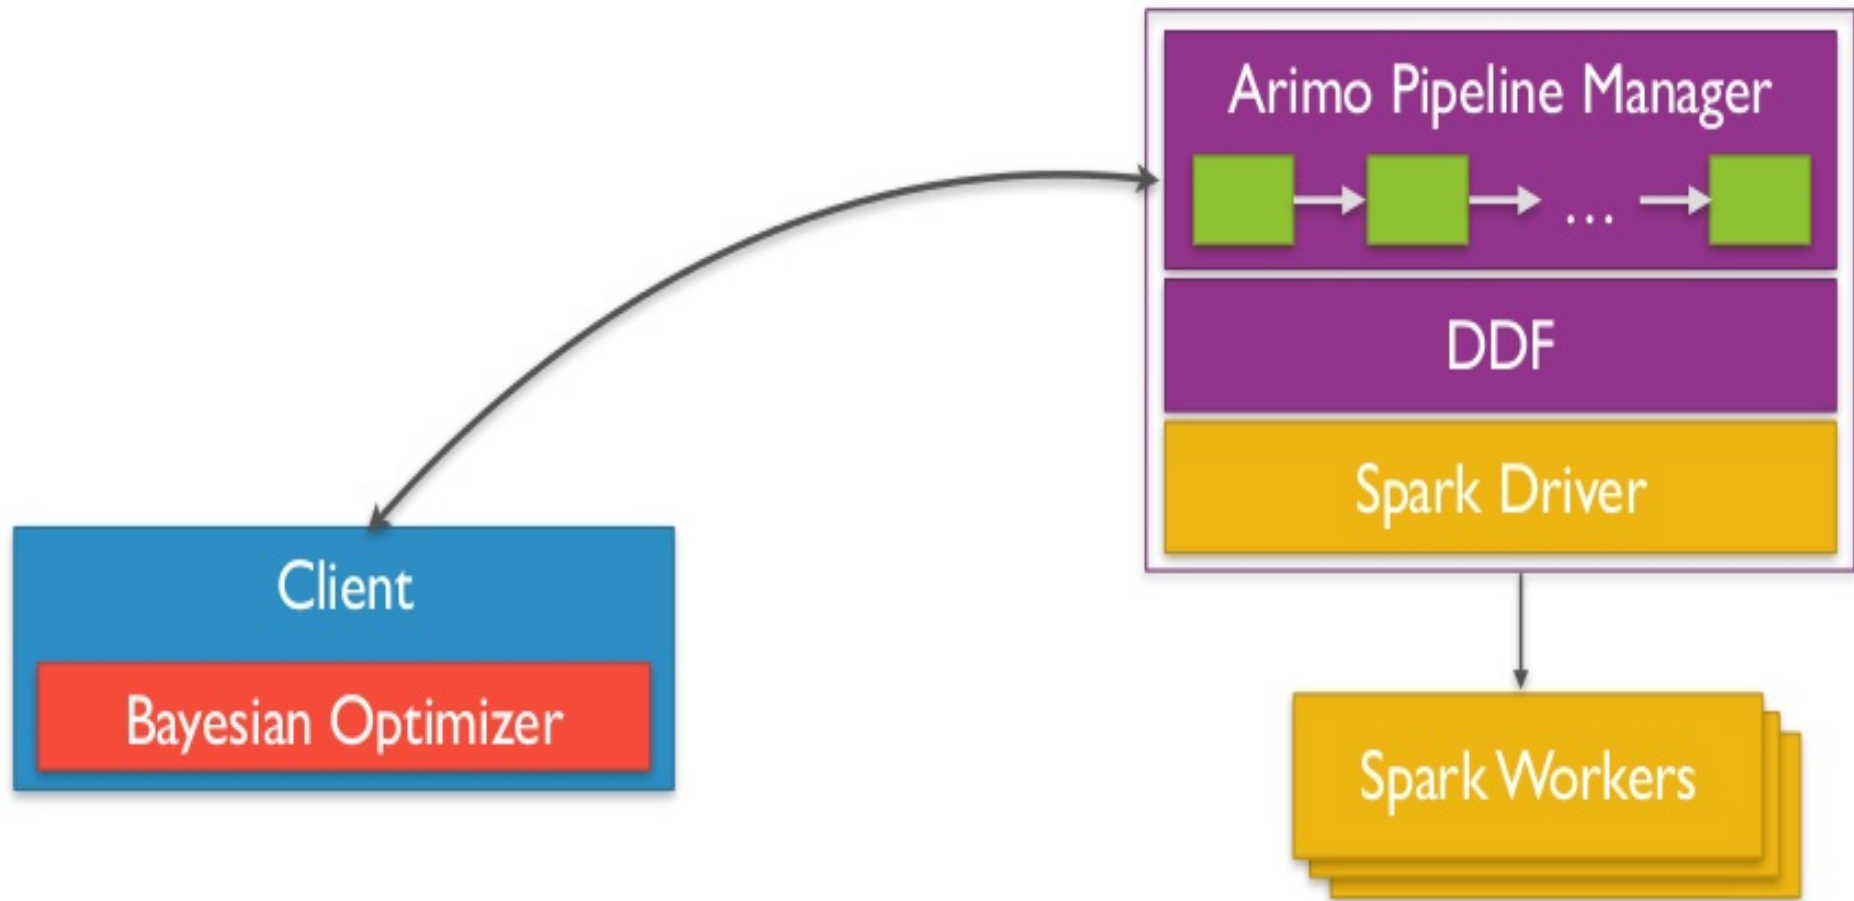 Arimo Pipeline Manager
...
DDF
Spark Driver
Client
Bayesian Optimizer
Spark Workers